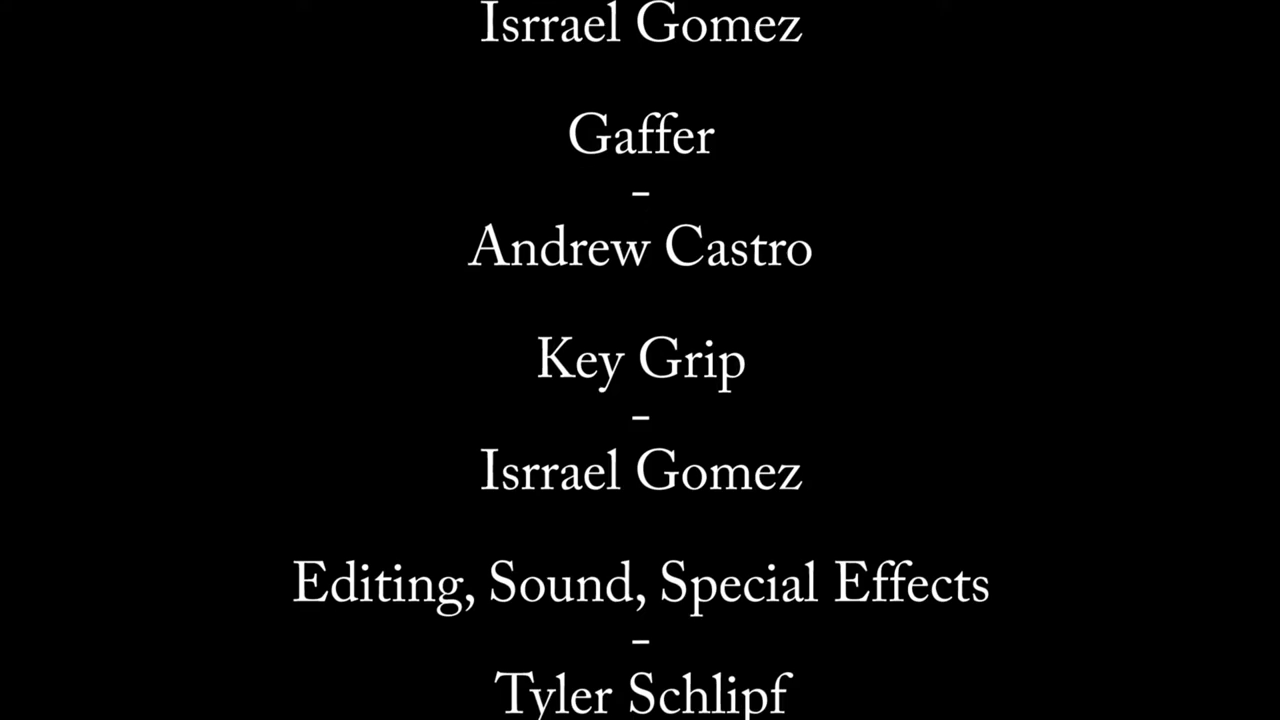 Isrrael Gomez
Gaffer
-
Andrew Castro
Key Grip
-
Isrrael Gomez
Editing, Sound, Special Effects
-
Tyler Schlipf